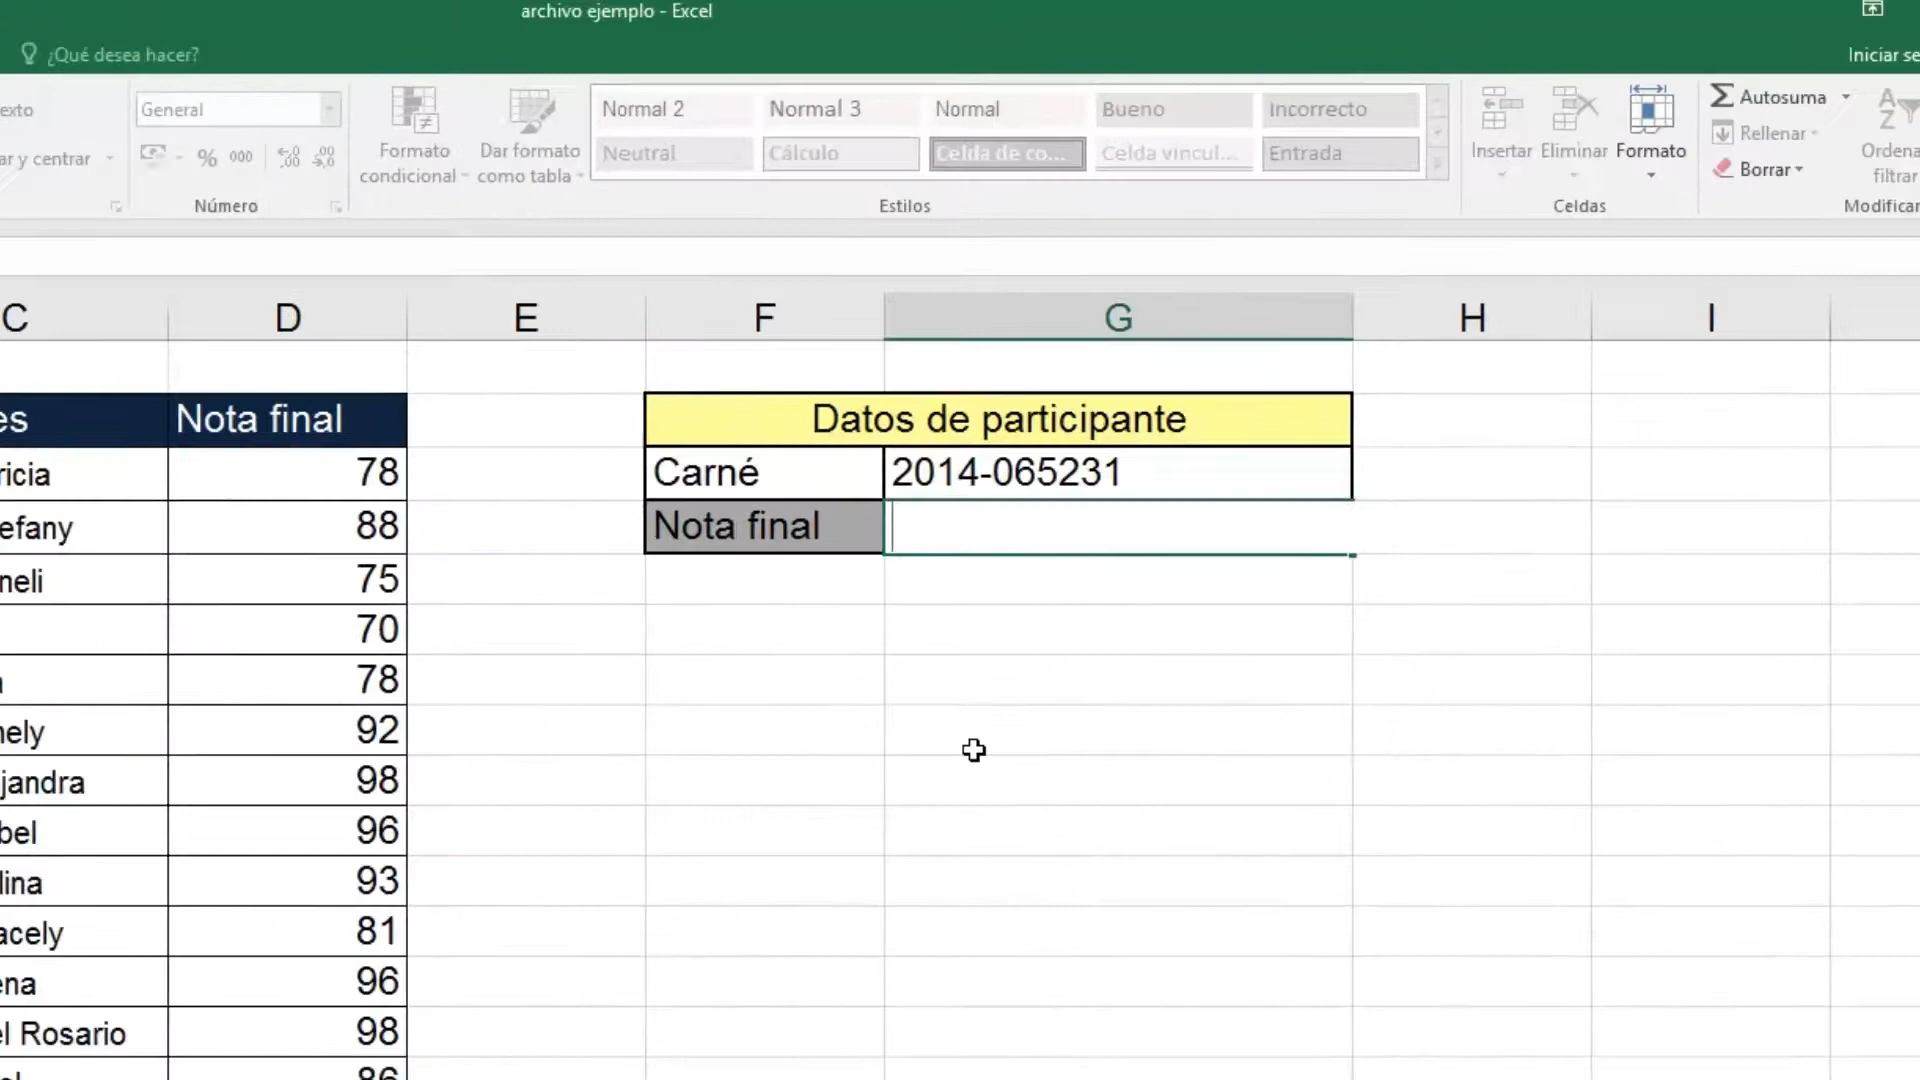 archivo ejemplo - Excel
¿Qué desea hacer?
Iniciar se
exto
General
ar y centrar
% 000
Número
Formato condicional
Dar formato como tabla
Normal 2 Normal 3 Normal Bueno Incorrecto
Neutral Cálculo Celda de co... Celda vincul... Entrada
Estilos
Insertar Eliminar Formato
Celdas
Autosuma
Rellenar
Borrar
Ordena
filtrar
Modificar
C D E F G H I
es Nota final
Datos de participante
ricia 78
Carné 2014-065231
efany 88
Nota final
neli 75
70
78
nely 92
jandra 98
bel 96
lina 93
acely 81
ena 96
el Rosario 98
86